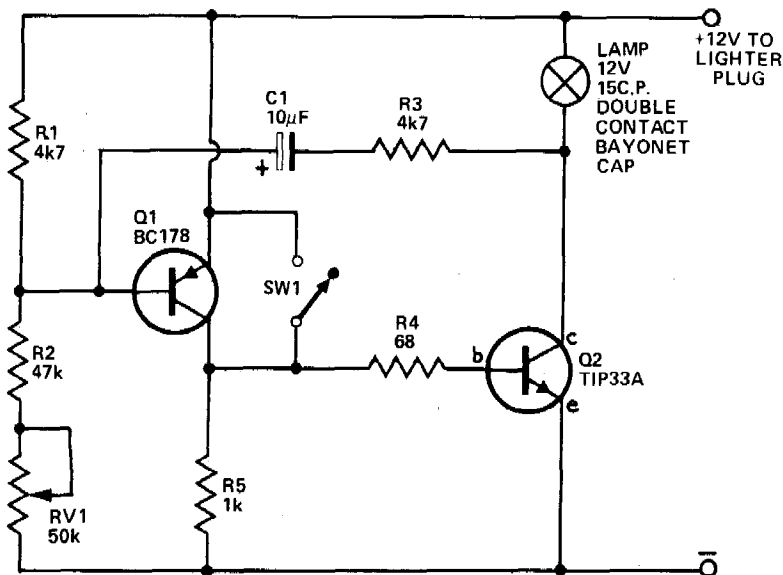 +12V TO
LIGHTER
PLUG
LAMP
12V
15C.P.
DOUBLE
CONTACT
BAYONET
CAP
C1
10µF
+
R3
4k7
R1
4k7
Q1
BC178
SW1
R2
47k
R4
68
b
c
e
Q2
TIP33A
RV1
50k
R5
1k
–